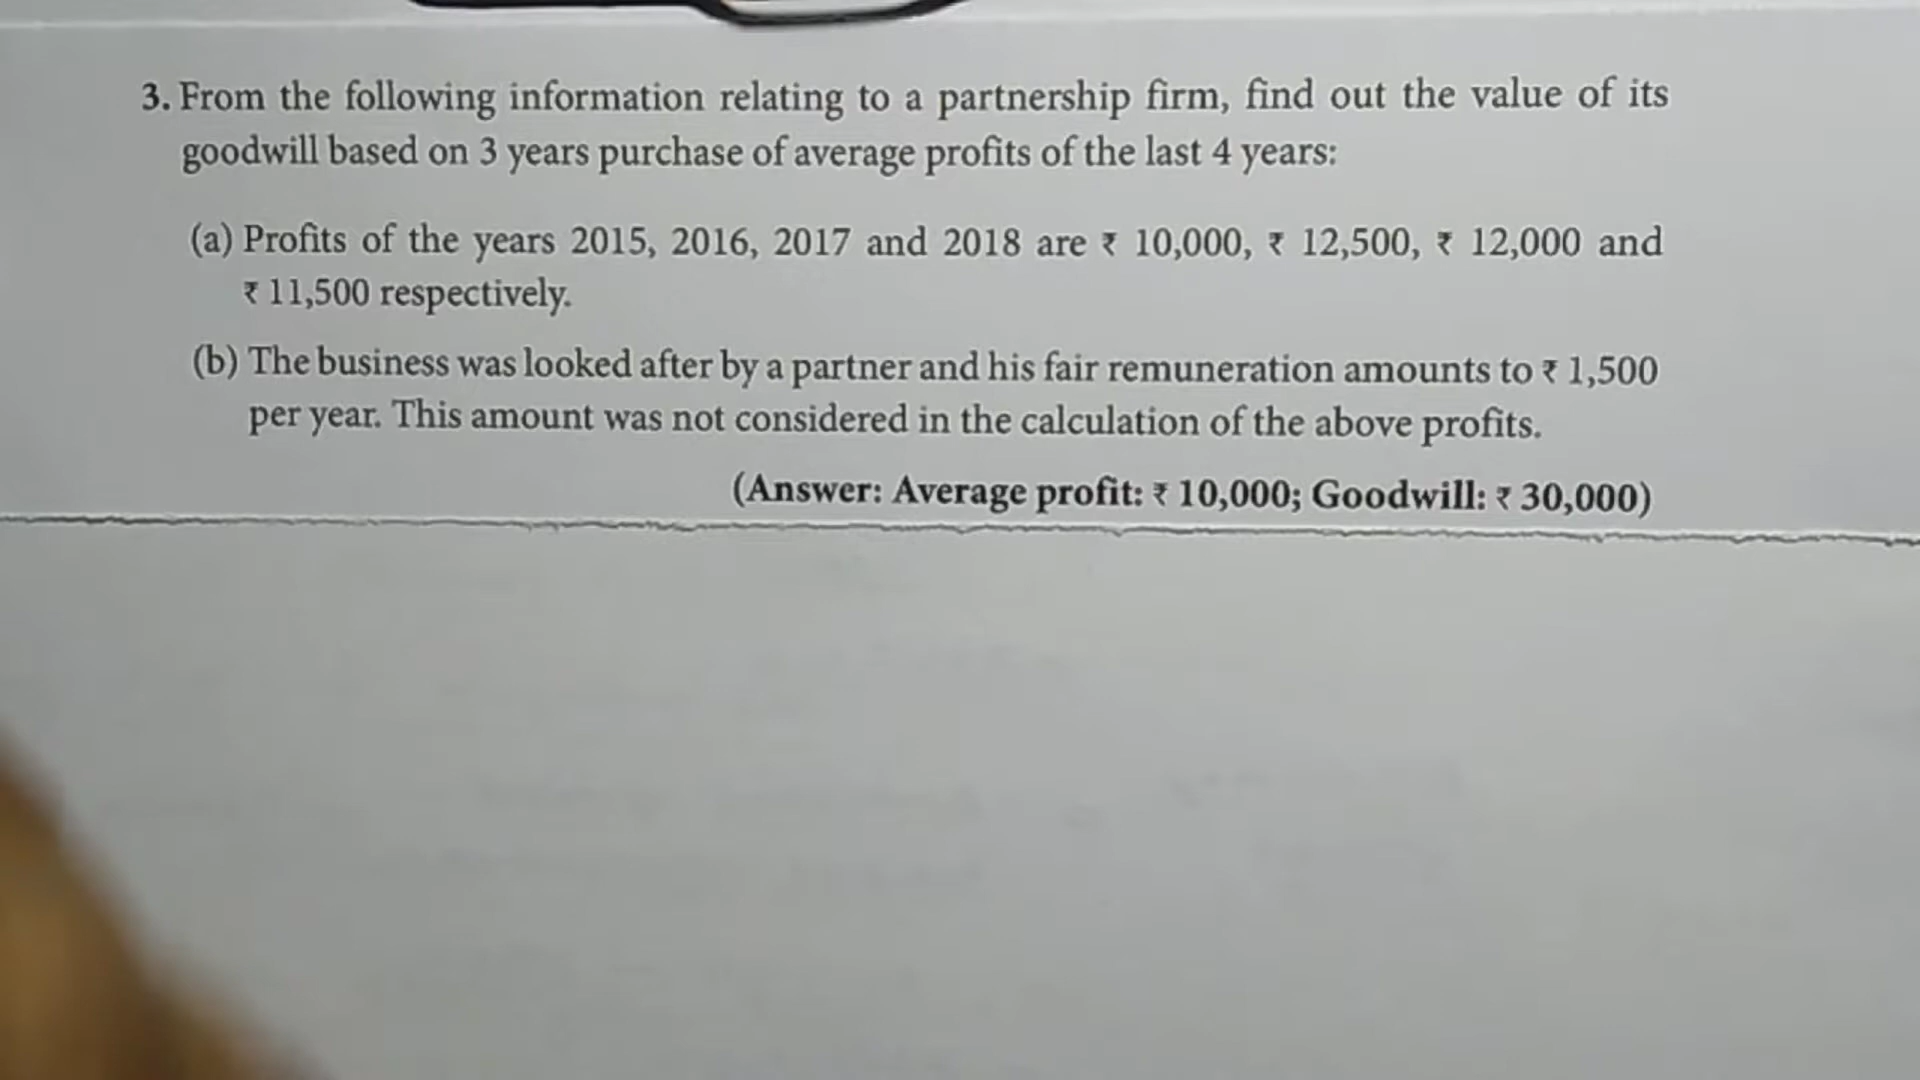 3. From the following information relating to a partnership firm, find out the value of its
goodwill based on 3 years purchase of average profits of the last 4 years:
(a) Profits of the years 2015, 2016, 2017 and 2018 are ₹ 10,000, ₹ 12,500, ₹ 12,000 and
₹ 11,500 respectively.
(b) The business was looked after by a partner and his fair remuneration amounts to ₹ 1,500
per year. This amount was not considered in the calculation of the above profits.
(Answer: Average profit: ₹ 10,000; Goodwill: ₹ 30,000)